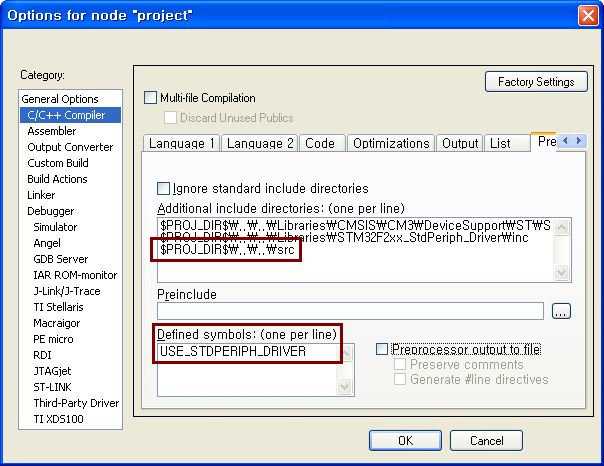 Options for node "project"
Category:
Factory Settings
General Options
C/C++ Compiler
Assembler
Output Converter
Custom Build
Build Actions
Linker
Debugger
Simulator
Angel
GDB Server
IAR ROM-monitor
J-Link/J-Trace
TI Stellaris
Macraigor
PE micro
RDI
JTAGjet
ST-LINK
Third-Party Driver
TI XDS100
Multi-file Compilation
Discard Unused Publics
Language 1
Language 2
Code
Optimizations
Output
List
Pre
Ignore standard include directories
Additional include directories: (one per line)
$PROJ_DIR$₩..₩..₩Libraries₩CMSIS₩CM3₩DeviceSupport₩ST₩S
$PROJ_DIR$₩..₩..₩Libraries₩STM32F2xx_StdPeriph_Driver₩inc
$PROJ_DIR$₩..₩..₩src
Preinclude
...
Defined symbols: (one per line)
USE_STDPERIPH_DRIVER
Preprocessor output to file
Preserve comments
Generate #line directives
OK
Cancel